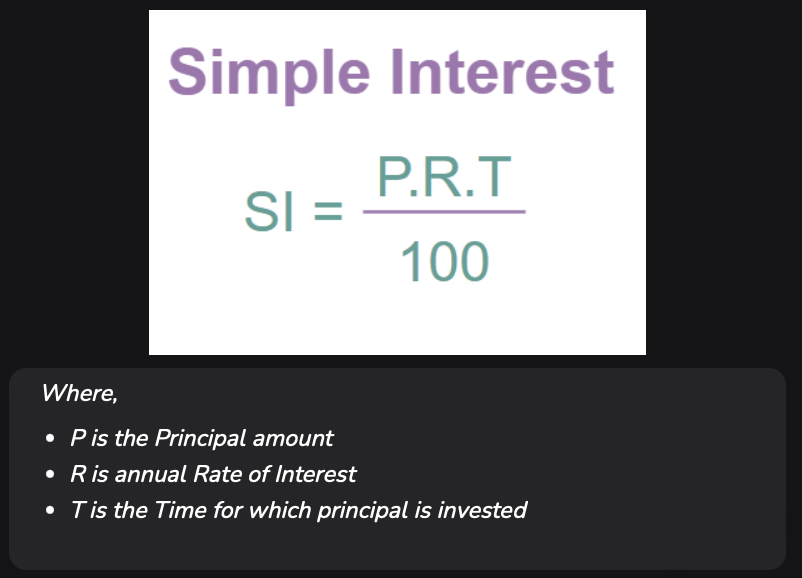 Simple Interest
SI = P.R.T
100
Where,
• P is the Principal amount
• R is annual Rate of Interest
• T is the Time for which principal is invested